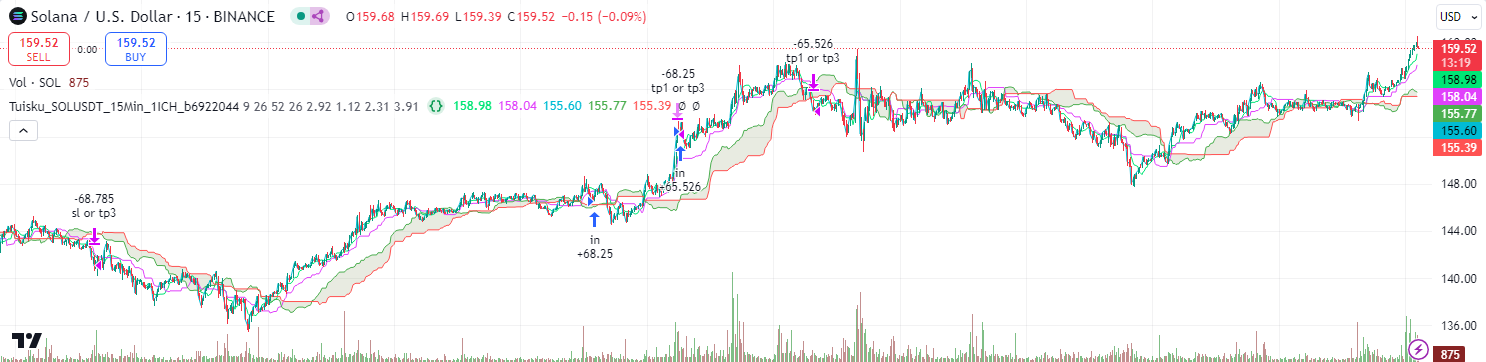 Solana / U.S. Dollar · 15 · BINANCE O159.68 H159.69 L159.39 C159.52 −0.15 (−0.09%)
USD
159.52
SELL
0.00
159.52
BUY
Vol · SOL 875
Tuisku_SOLUSDT_15Min_1ICH_b6922044 9 26 52 26 2.92 1.12 2.31 3.91 {} 158.98 158.04 155.60 155.77 155.39 Ø Ø
-65.526
tp1 or tp3
-68.25
tp1 or tp3
in
+65.526
-68.785
sl or tp3
in
+68.25
159.52
13:19
158.98
158.04
155.77
155.60
155.39
148.00
144.00
140.00
136.00
875